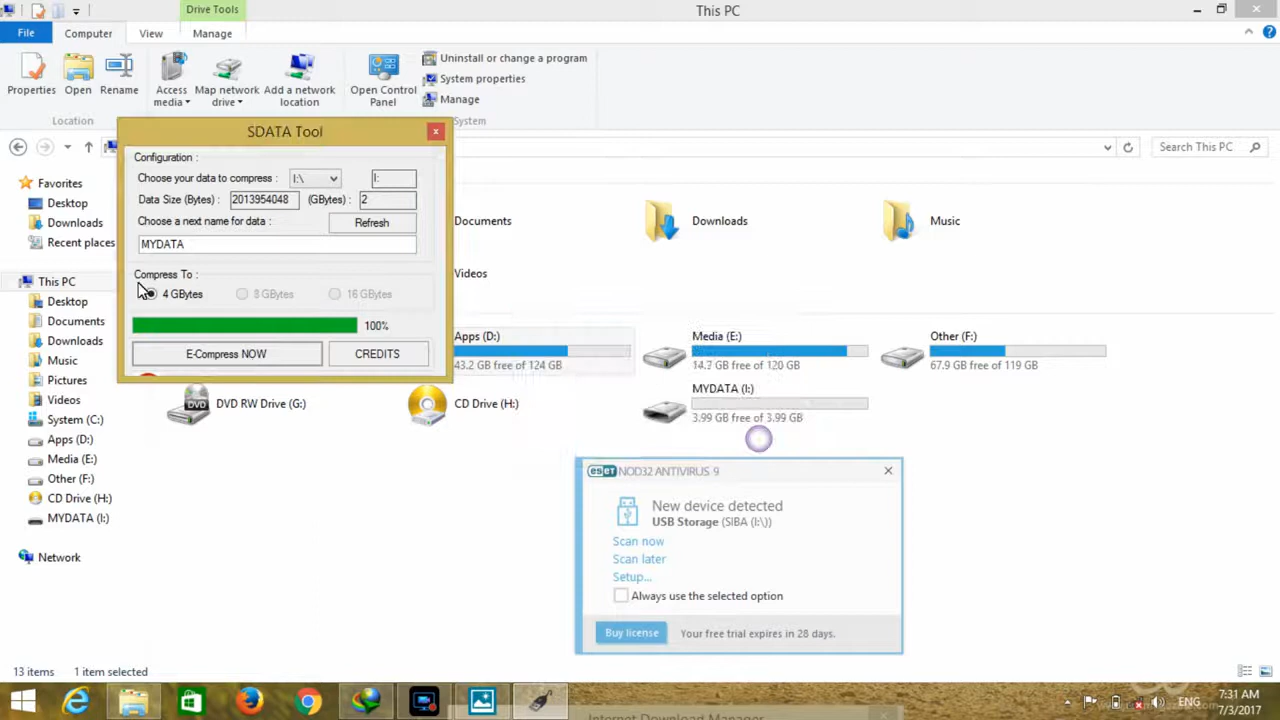 Drive Tools
This PC
File
Computer
View
Manage
Properties
Open
Rename
Access media
Map network drive
Add a network location
Open Control Panel
Uninstall or change a program
System properties
Manage
Location
System
Search This PC
SDATA Tool
Configuration :
Choose your data to compress :
I:\
I:
Data Size (Bytes) :
2013954048
(GBytes) :
2
Choose a next name for data :
Refresh
MYDATA
Compress To :
4 GBytes
8 GBytes
16 GBytes
100%
E-Compress NOW
CREDITS
Favorites
Desktop
Downloads
Recent places
This PC
Desktop
Documents
Downloads
Music
Pictures
Videos
System (C:)
Apps (D:)
Media (E:)
Other (F:)
CD Drive (H:)
MYDATA (I:)
Network
Documents
Downloads
Music
Videos
Apps (D:)
43.2 GB free of 124 GB
Media (E:)
14.7 GB free of 120 GB
Other (F:)
67.9 GB free of 119 GB
DVD
DVD RW Drive (G:)
CD Drive (H:)
MYDATA (I:)
3.99 GB free of 3.99 GB
eset NOD32 ANTIVIRUS 9
New device detected
USB Storage (SIBA (I:\))
Scan now
Scan later
Setup...
Always use the selected option
Buy license
Your free trial expires in 28 days.
13 items
1 item selected
Internet Download Manager
ENG
7:31 AM
7/3/2017